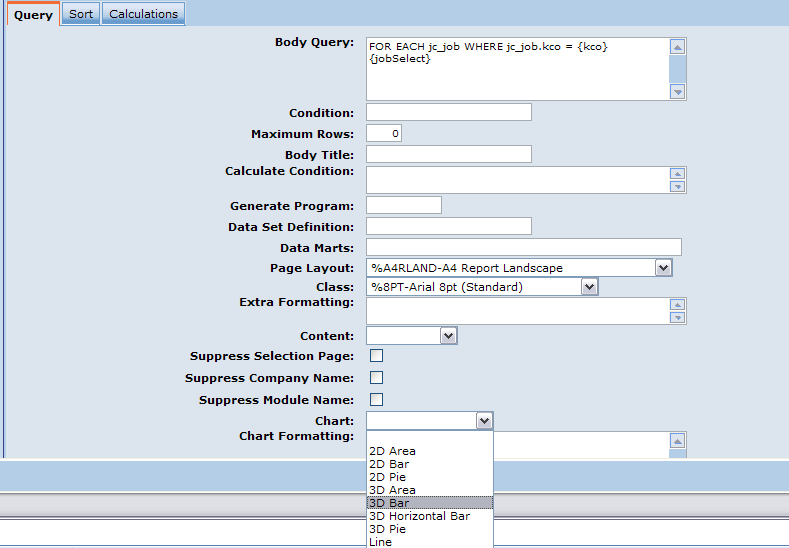 Query Sort Calculations
Body Query: FOR EACH jc_job WHERE jc_job.kco = {kco}
{jobSelect}
Condition:
Maximum Rows: 0
Body Title:
Calculate Condition:
Generate Program:
Data Set Definition:
Data Marts:
Page Layout: %A4RLAND-A4 Report Landscape
Class: %8PT-Arial 8pt (Standard)
Extra Formatting:
Content:
Suppress Selection Page:
Suppress Company Name:
Suppress Module Name:
Chart:
Chart Formatting:
2D Area
2D Bar
2D Pie
3D Area
3D Bar
3D Horizontal Bar
3D Pie
Line